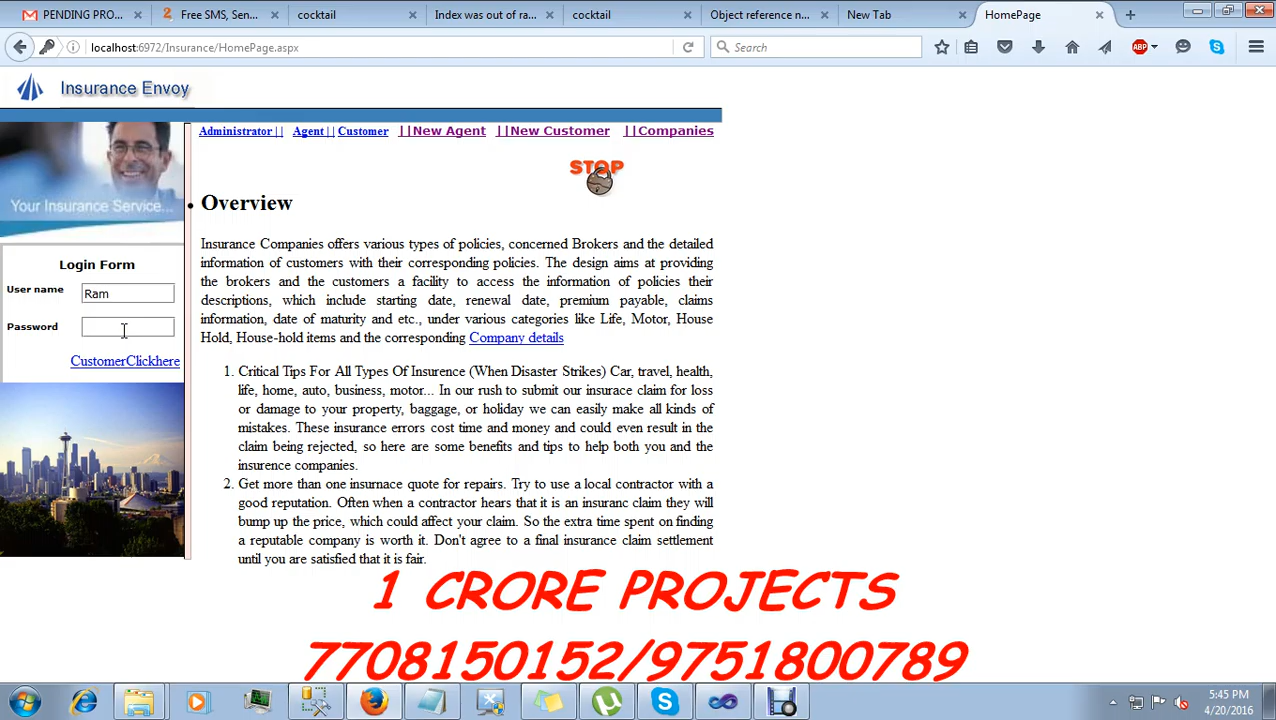 PENDING PRO...
Free SMS, Sen...
cocktail
Index was out of ra...
cocktail
Object reference n...
New Tab
HomePage
localhost:6972/Insurance/HomePage.aspx
Search
ABP
Insurance Envoy
Administrator || Agent || Customer ||New Agent ||New Customer ||Companies
STOP
Your Insurance Service...
Overview
Insurance Companies offers various types of policies, concerned Brokers and the detailed
information of customers with their corresponding policies. The design aims at providing
the brokers and the customers a facility to access the information of policies their
descriptions, which include starting date, renewal date, premium payable, claims
information, date of maturity and etc., under various categories like Life, Motor, House
Hold, House-hold items and the corresponding Company details
Login Form
User name Ram
Password
CustomerClickhere
1. Critical Tips For All Types Of Insurence (When Disaster Strikes) Car, travel, health,
life, home, auto, business, motor... In our rush to submit our insurace claim for loss
or damage to your property, baggage, or holiday we can easily make all kinds of
mistakes. These insurance errors cost time and money and could even result in the
claim being rejected, so here are some benefits and tips to help both you and the
insurence companies.
2. Get more than one insurnace quote for repairs. Try to use a local contractor with a
good reputation. Often when a contractor hears that it is an insuranc claim they will
bump up the price, which could affect your claim. So the extra time spent on finding
a reputable company is worth it. Don't agree to a final insurance claim settlement
until you are satisfied that it is fair.
1 CRORE PROJECTS
7708150152/9751800789
5:45 PM
4/20/2016